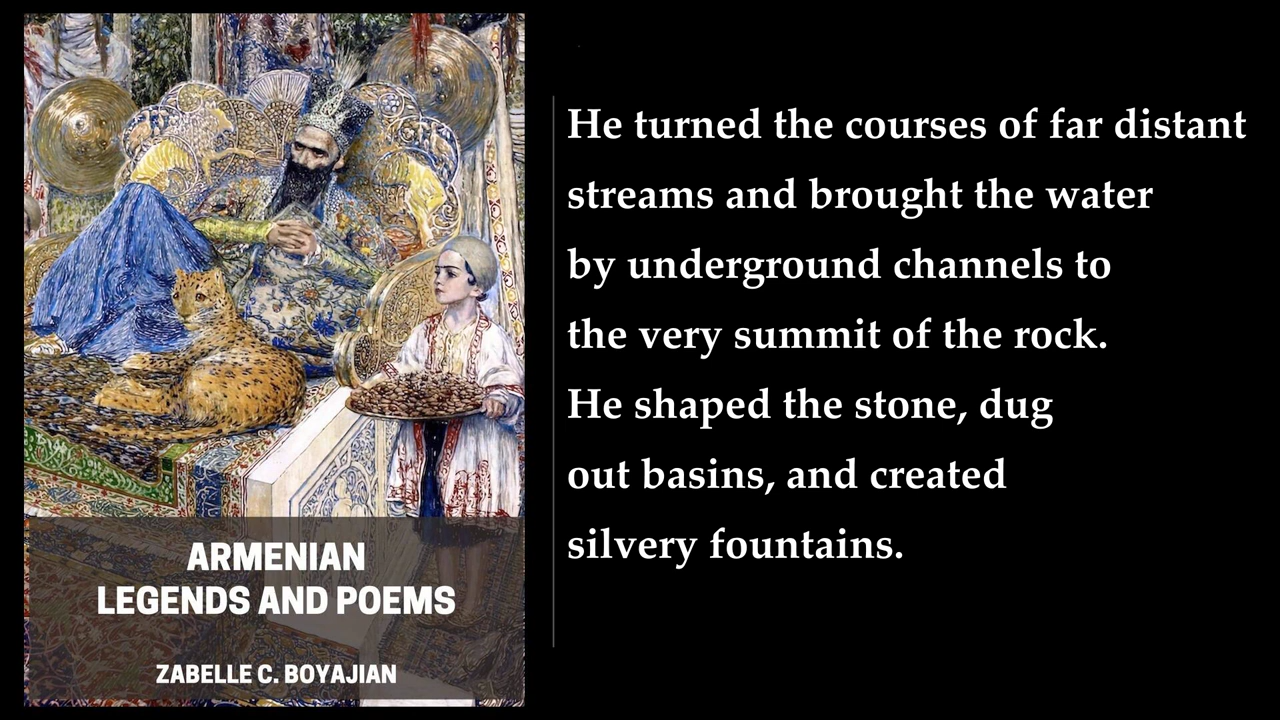 He turned the courses of far distant
streams and brought the water
by underground channels to
the very summit of the rock.
He shaped the stone, dug
out basins, and created
silvery fountains.
ARMENIAN
LEGENDS AND POEMS
ZABELLE C. BOYAJIAN